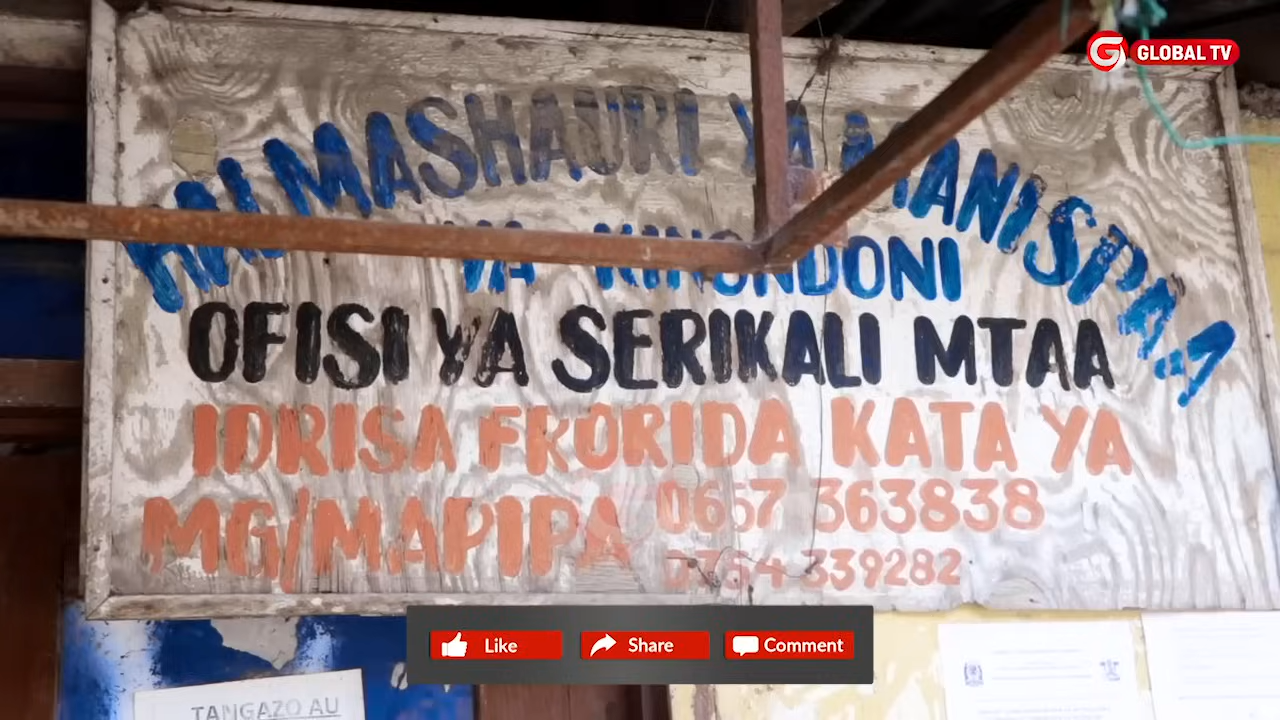 GLOBAL TV
HALMASHAURI YA MANISPAA
YA KINONDONI
OFISI YA SERIKALI MTAA
IDRISA FRORIDA KATA YA
MG/MAPIPA 0657 363838
0754 339282
Like Share Comment
TANGAZO AU